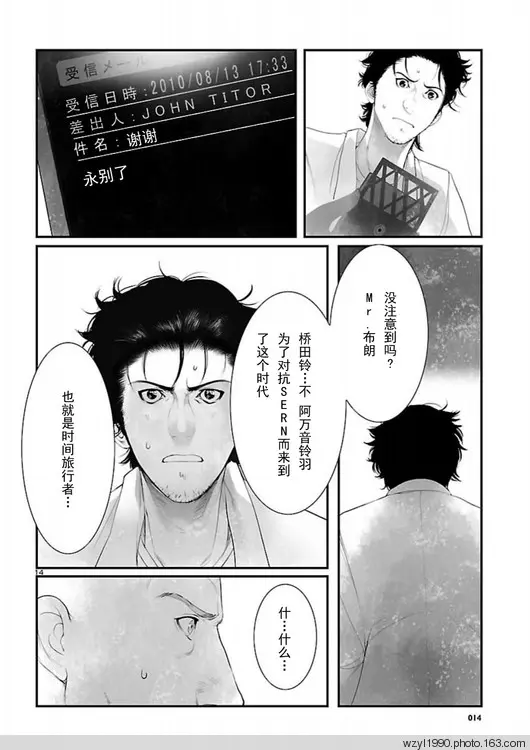 受信メール
受信日時:2010/08/13 17:33
差出人:JOHN TITOR
件名:谢谢
永别了
没注意到吗?
Mr.布朗
桥田铃…不 阿万音铃羽
为了对抗SERN而来到
了这个时代
也就是时间
旅行者…
什…什么…
14
014
wzyl1990.photo.163.com